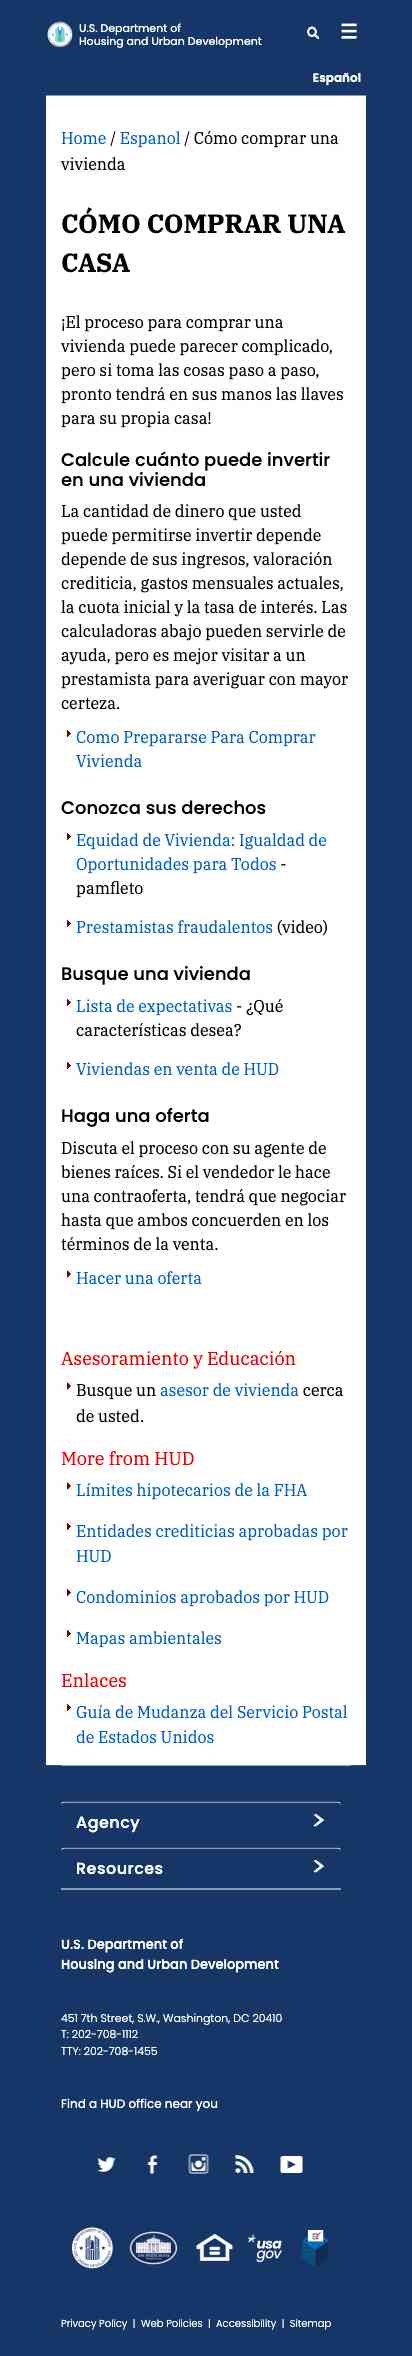 U.S. Department of
Housing and Urban Development
Español
Home / Espanol / Cómo comprar una
vivienda
CÓMO COMPRAR UNA
CASA
¡El proceso para comprar una
vivienda puede parecer complicado,
pero si toma las cosas paso a paso,
pronto tendrá en sus manos las llaves
para su propia casa!
Calcule cuánto puede invertir
en una vivienda
La cantidad de dinero que usted
puede permitirse invertir depende
depende de sus ingresos, valoración
crediticia, gastos mensuales actuales,
la cuota inicial y la tasa de interés. Las
calculadoras abajo pueden servirle de
ayuda, pero es mejor visitar a un
prestamista para averiguar con mayor
certeza.
Como Prepararse Para Comprar
Vivienda
Conozca sus derechos
Equidad de Vivienda: Igualdad de
Oportunidades para Todos -
pamfleto
Prestamistas fraudalentos (video)
Busque una vivienda
Lista de expectativas - ¿Qué
características desea?
Viviendas en venta de HUD
Haga una oferta
Discuta el proceso con su agente de
bienes raíces. Si el vendedor le hace
una contraoferta, tendrá que negociar
hasta que ambos concuerden en los
términos de la venta.
Hacer una oferta
Asesoramiento y Educación
Busque un asesor de vivienda cerca
de usted.
More from HUD
Límites hipotecarios de la FHA
Entidades crediticias aprobadas por
HUD
Condominios aprobados por HUD
Mapas ambientales
Enlaces
Guía de Mudanza del Servicio Postal
de Estados Unidos
Agency
Resources
U.S. Department of
Housing and Urban Development
451 7th Street, S.W., Washington, DC 20410
T: 202-708-1112
TTY: 202-708-1455
Find a HUD office near you
usa
gov
Privacy Policy | Web Policies | Accessibility | Sitemap